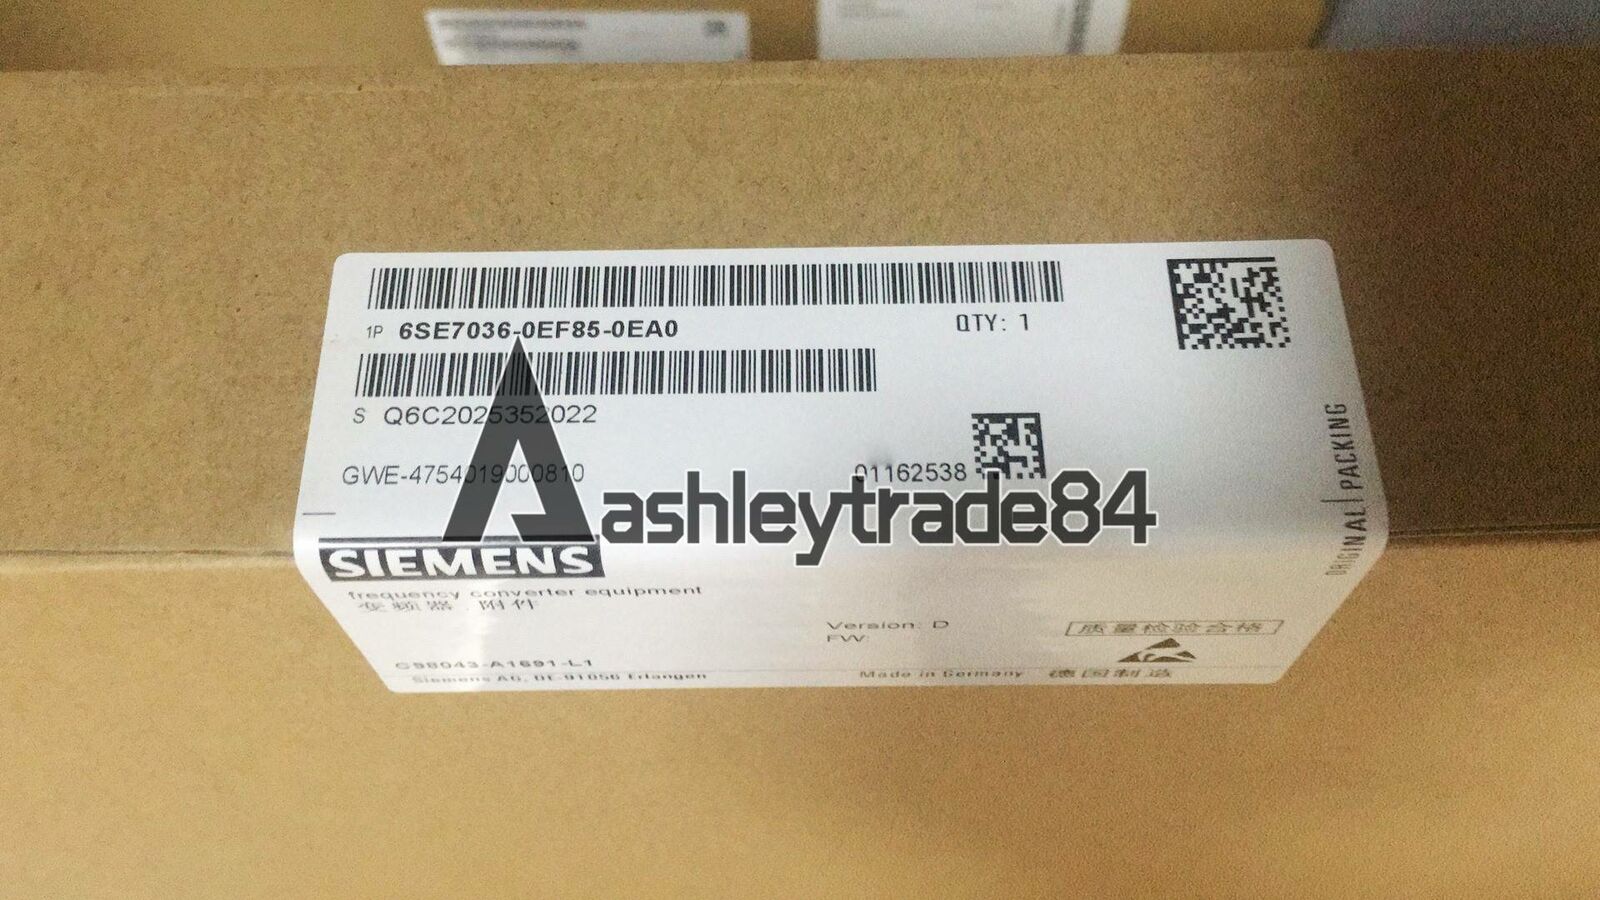 1P 6SE7036-0EF85-0EA0
QTY: 1
S Q6C2025352022
GWE-4754019000810
01162538
ashleytrade84
ORIGINAL PACKING
SIEMENS
frequency converter equipment
变频器.附件
Version: D
FW:
质量检验合格
C98043-A1691-L1
Siemens AG, DE-91056 Erlangen
Made in Germany 德国制造